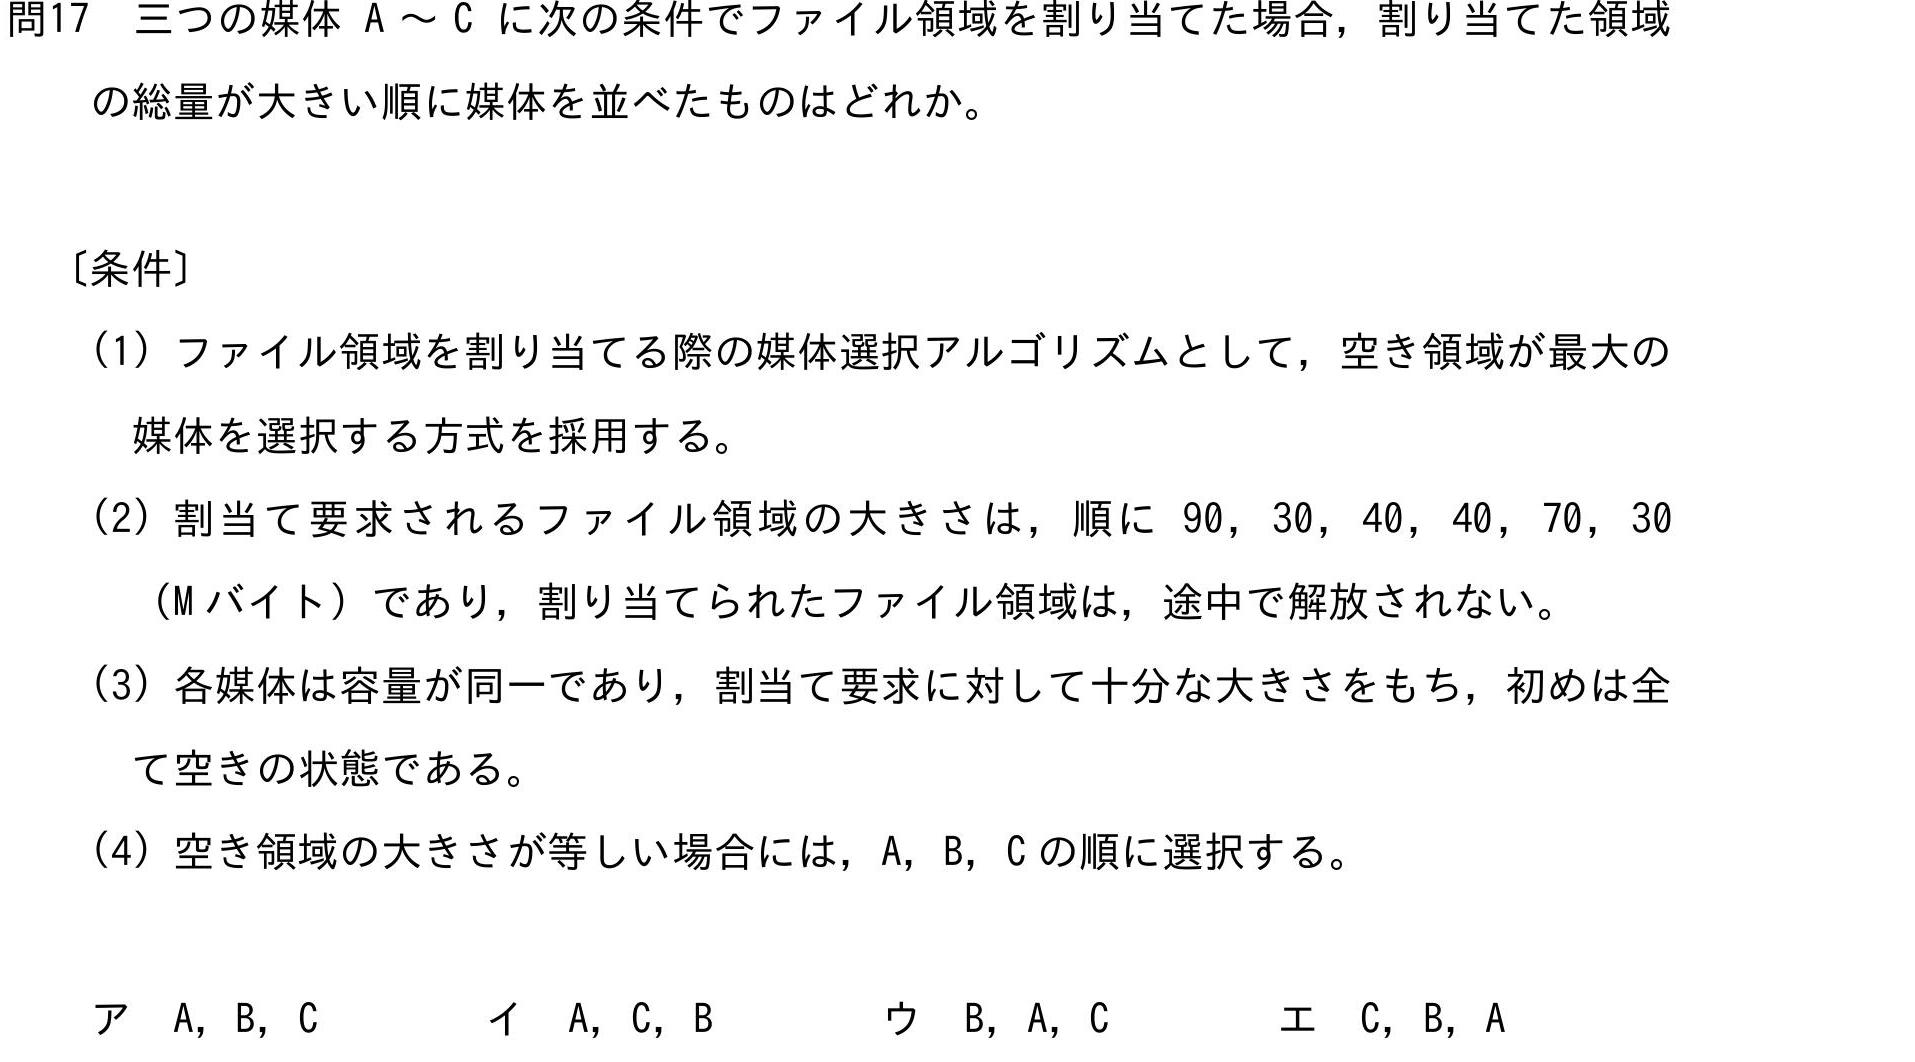 問17　三つの媒体 A ～ C に次の条件でファイル領域を割り当てた場合，割り当てた領域
の総量が大きい順に媒体を並べたものはどれか。
〔条件〕
(1) ファイル領域を割り当てる際の媒体選択アルゴリズムとして，空き領域が最大の
媒体を選択する方式を採用する。
(2) 割当て要求されるファイル領域の大きさは，順に 90，30，40，40，70，30
（M バイト）であり，割り当てられたファイル領域は，途中で解放されない。
(3) 各媒体は容量が同一であり，割当て要求に対して十分な大きさをもち，初めは全
て空きの状態である。
(4) 空き領域の大きさが等しい場合には，A，B，C の順に選択する。
ア　A，B，C　イ　A，C，B　ウ　B，A，C　エ　C，B，A